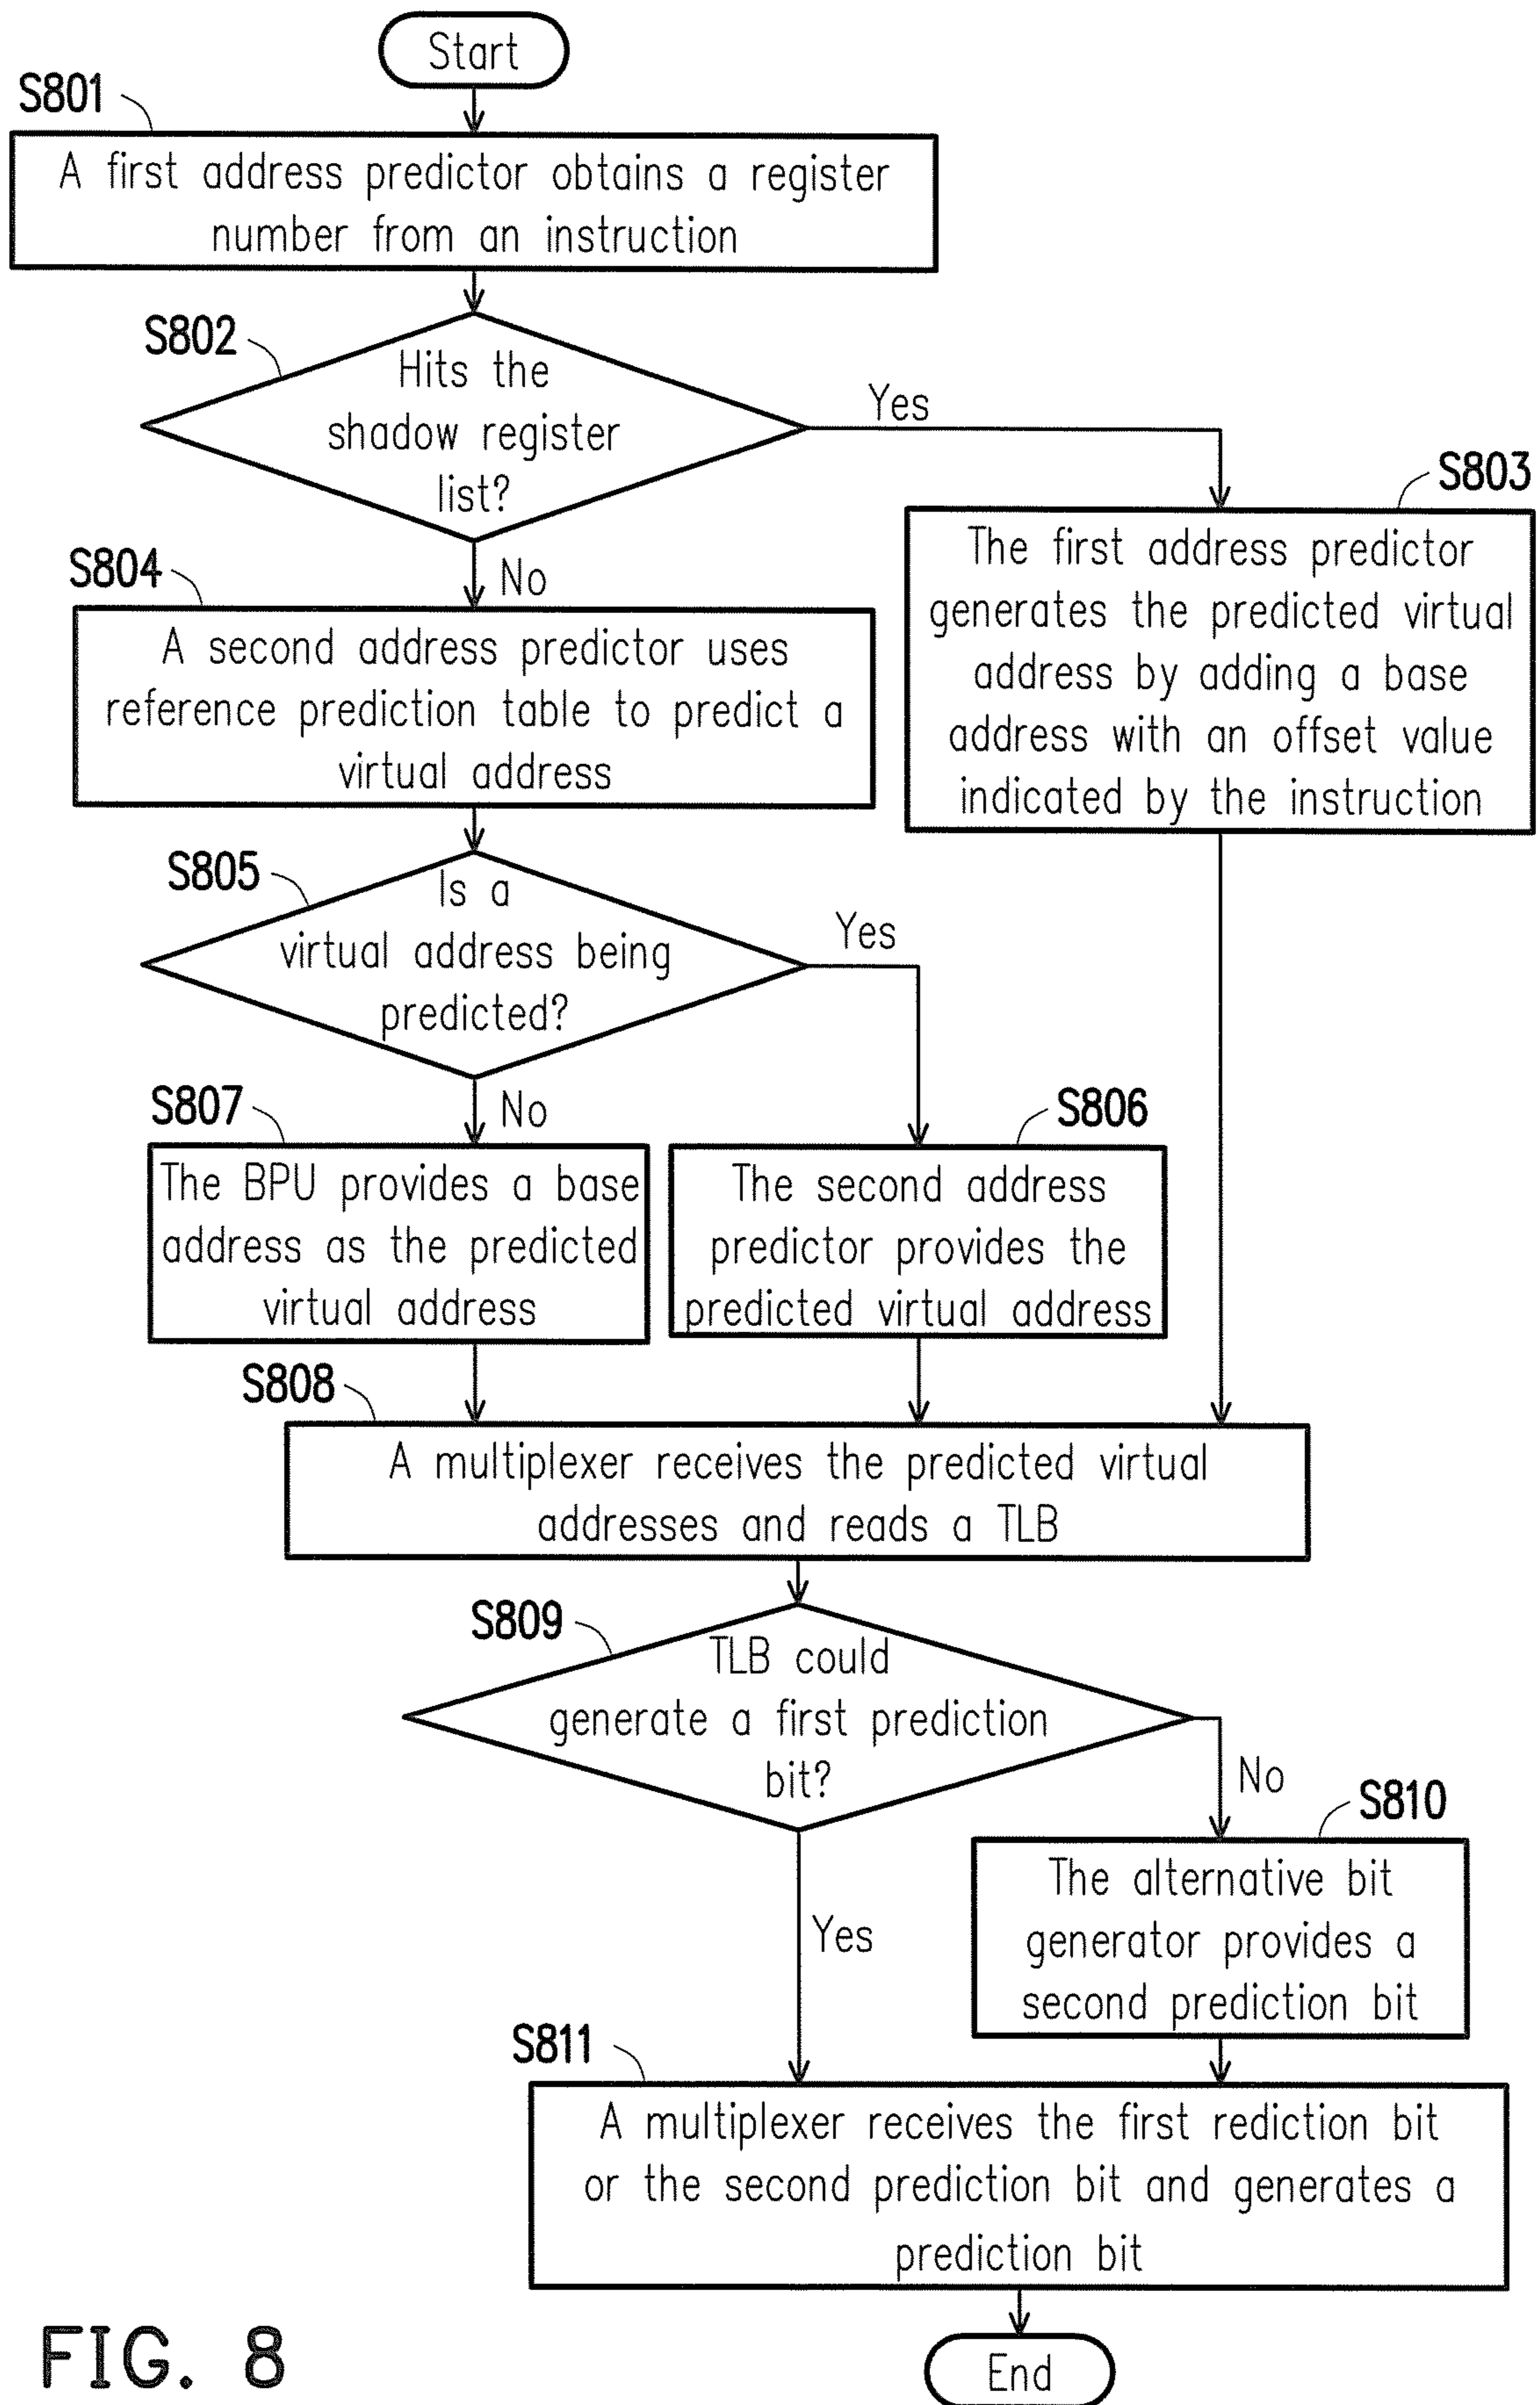 Start
S801
A first address predictor obtains a register
number from an instruction
S802
Hits the
shadow register
list?
Yes
No
S803
The first address predictor
generates the predicted virtual
address by adding a base
address with an offset value
indicated by the instruction
S804
A second address predictor uses
reference prediction table to predict a
virtual address
S805
Is a
virtual address being
predicted?
Yes
No
S807
The BPU provides a base
address as the predicted
virtual address
S806
The second address
predictor provides the
predicted virtual address
S808
A multiplexer receives the predicted virtual
addresses and reads a TLB
S809
TLB could
generate a first prediction
bit?
No
Yes
S810
The alternative bit
generator provides a
second prediction bit
S811
A multiplexer receives the first rediction bit
or the second prediction bit and generates a
prediction bit
End
FIG. 8